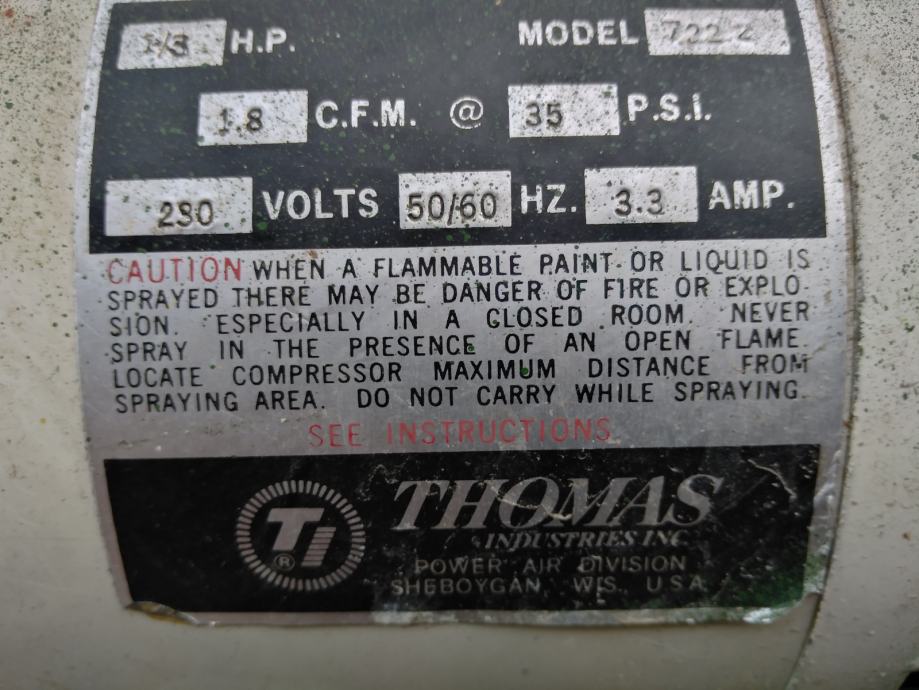 1/3 H.P. MODEL 722-Z
1.8 C.F.M. @ 35 P.S.I.
230 VOLTS 50/60 HZ. 3.3 AMP.
CAUTION WHEN A FLAMMABLE PAINT OR LIQUID IS
SPRAYED THERE MAY BE DANGER OF FIRE OR EXPLO-
SION. ESPECIALLY IN A CLOSED ROOM. NEVER
SPRAY IN THE PRESENCE OF AN OPEN FLAME.
LOCATE COMPRESSOR MAXIMUM DISTANCE FROM
SPRAYING AREA. DO NOT CARRY WHILE SPRAYING.
SEE INSTRUCTIONS
TI ® THOMAS
INDUSTRIES INC
POWER AIR DIVISION
SHEBOYGAN, WIS. U.S.A